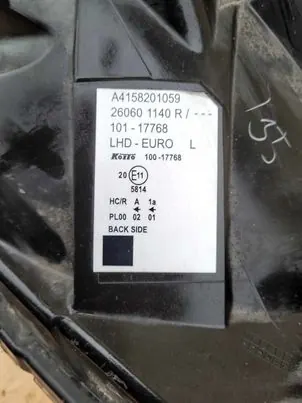 A4158201059
26060 1140 R / ---
101 - 17768
LHD - EURO L
KOITO 100-17768
20 E11
5814
HC/R A 1a
← ←
PL00 02 01
BACK SIDE